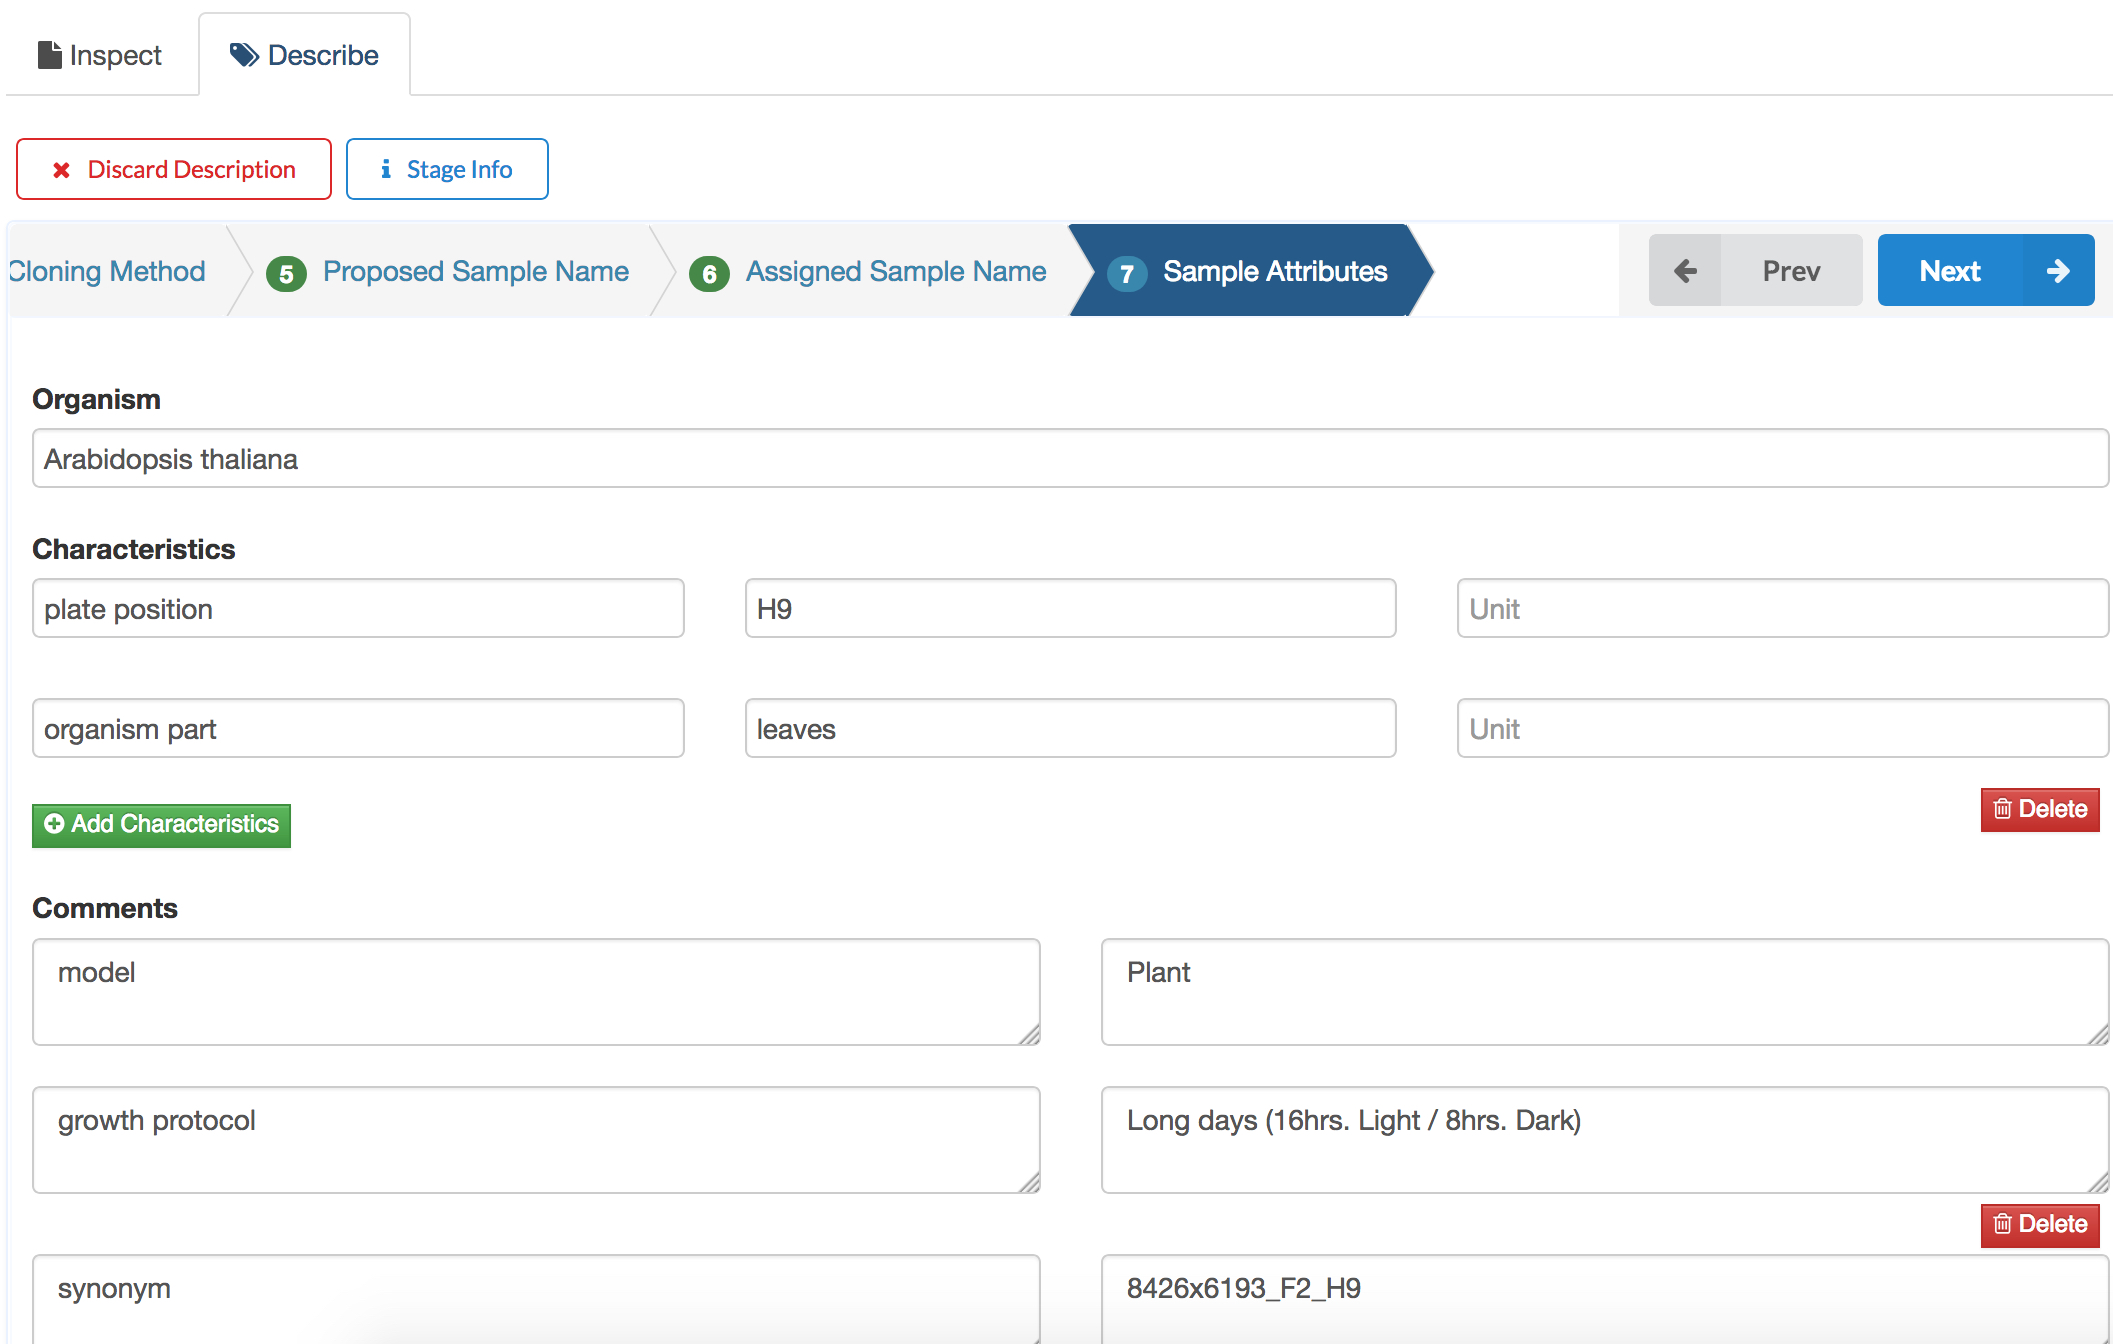 Inspect
Describe
Discard Description
Stage Info
Cloning Method
5 Proposed Sample Name
6 Assigned Sample Name
7 Sample Attributes
Prev
Next
Organism
Arabidopsis thaliana
Characteristics
plate position
H9
Unit
organism part
leaves
Unit
Add Characteristics
Delete
Comments
model
Plant
growth protocol
Long days (16hrs. Light / 8hrs. Dark)
Delete
synonym
8426x6193_F2_H9